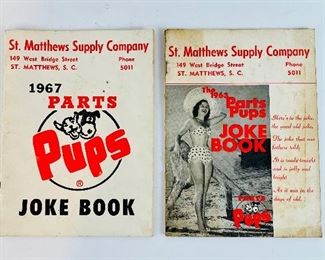 St. Matthews Supply Company
149 West Bridge Street Phone
ST. MATTHEWS, S. C. 5011
1967
PARTS
Pups
®
JOKE BOOK
St. Matthews Supply Company
149 West Bridge Street Phone
ST. MATTHEWS, S. C. 5011
The 1963
Parts
Pups
JOKE
BOOK
Here's to the joke,
the good old joke,
The joke that our
fathers told;
It is ready tonight
and is jolly and
bright
As it was in the
days of old.
PARTS
Pups